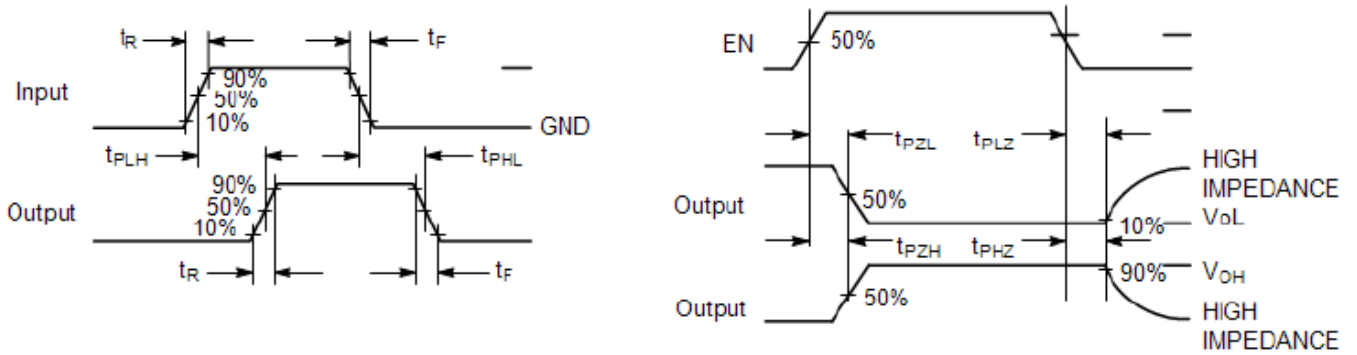 tR
tF
Input
90%
50%
10%
GND
tPLH
tPHL
Output
90%
50%
10%
tR
tF
EN
50%
tPZL
tPLZ
Output
50%
HIGH
IMPEDANCE
10%
VOL
tPZH
tPHZ
Output
50%
90%
VOH
HIGH
IMPEDANCE